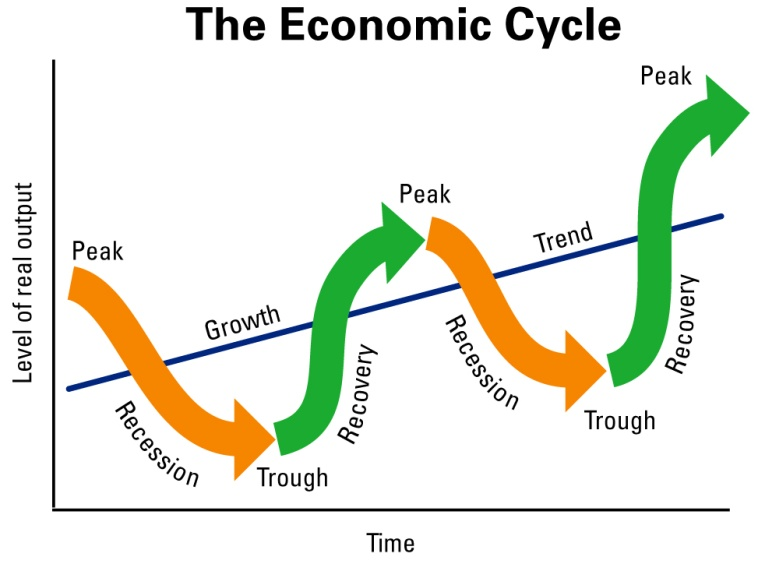 The Economic Cycle
Peak
Peak
Peak
Level of real output
Growth
Trend
Recession
Recovery
Recession
Recovery
Trough
Trough
Time